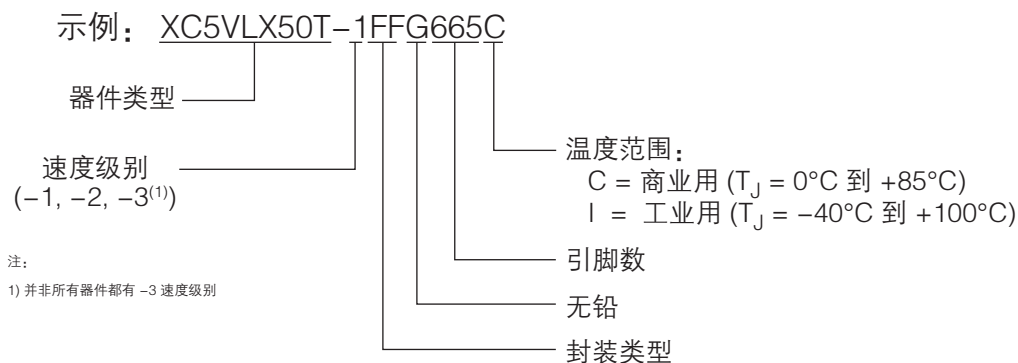 示例： XC5VLX50T-1FFG665C
器件类型
速度级别
(–1, –2, –3(1))
温度范围：
C = 商业用 (TJ = 0°C 到 +85°C)
I = 工业用 (TJ = –40°C 到 +100°C)
引脚数
无铅
封装类型
注：
1) 并非所有器件都有 –3 速度级别